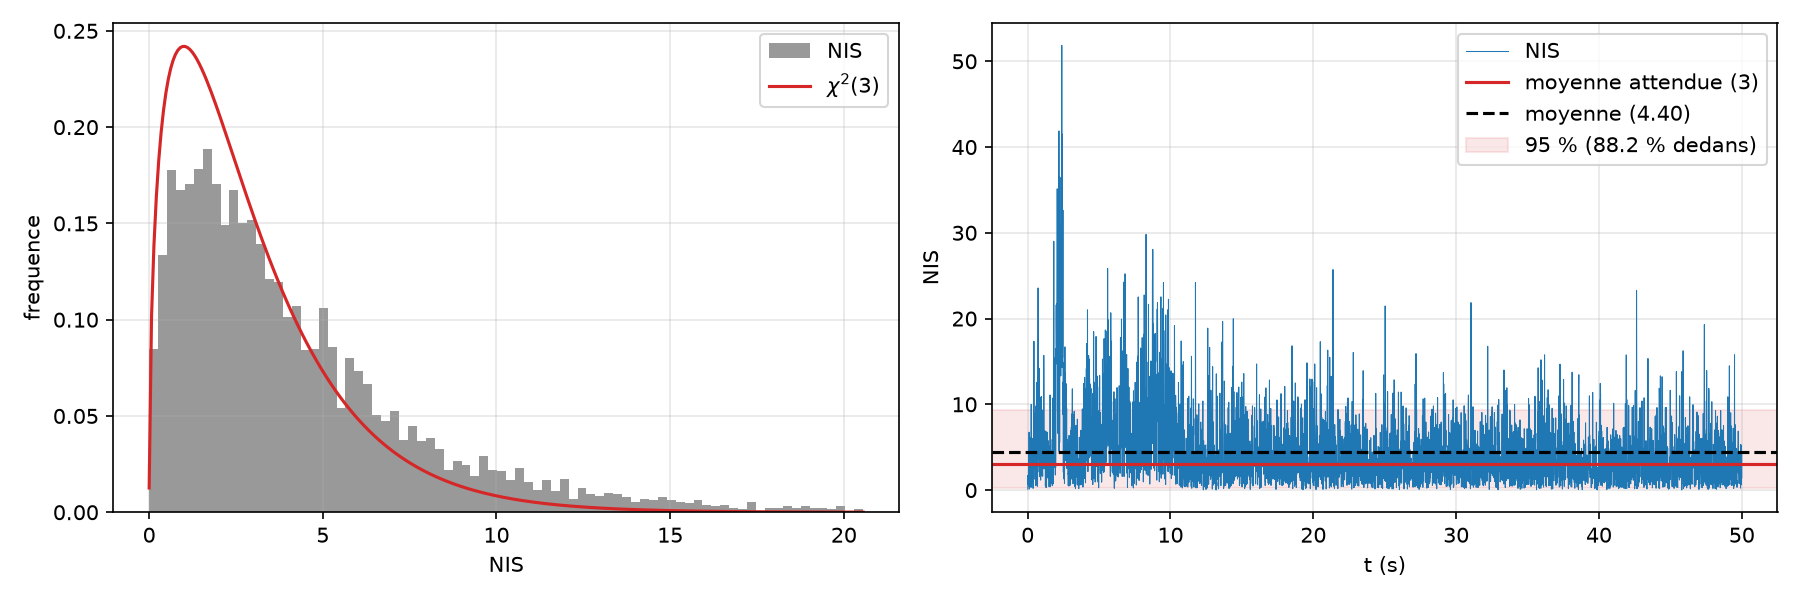 0.25
0.20
0.15
0.10
0.05
0.00
frequence
0
5
10
15
20
NIS
NIS
χ²(3)
50
40
30
20
10
0
NIS
0
10
20
30
40
50
t (s)
NIS
moyenne attendue (3)
moyenne (4.40)
95 % (88.2 % dedans)